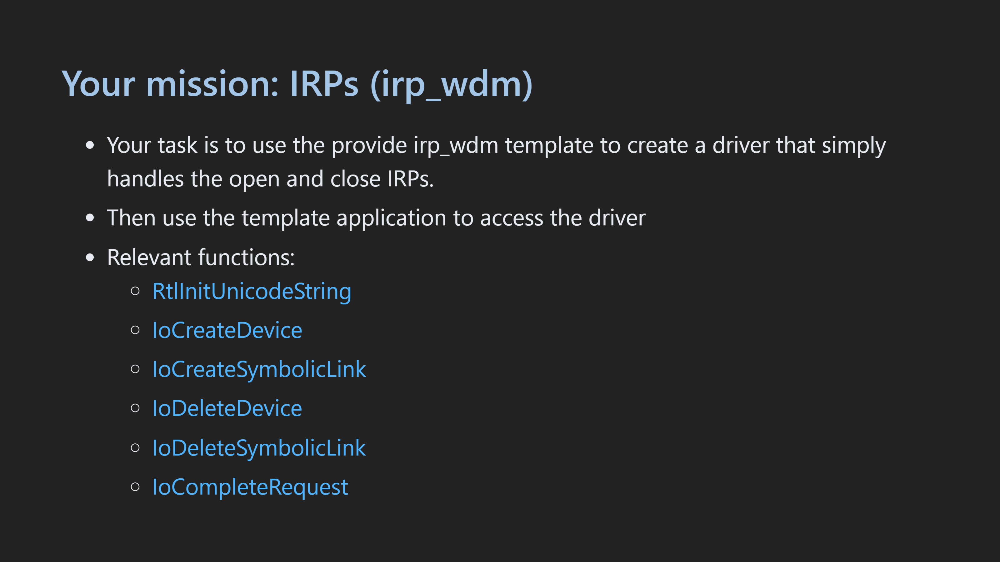 Your mission: IRPs (irp_wdm)
Your task is to use the provide irp_wdm template to create a driver that simply
handles the open and close IRPs.
Then use the template application to access the driver
Relevant functions:
RtlInitUnicodeString
IoCreateDevice
IoCreateSymbolicLink
IoDeleteDevice
IoDeleteSymbolicLink
IoCompleteRequest